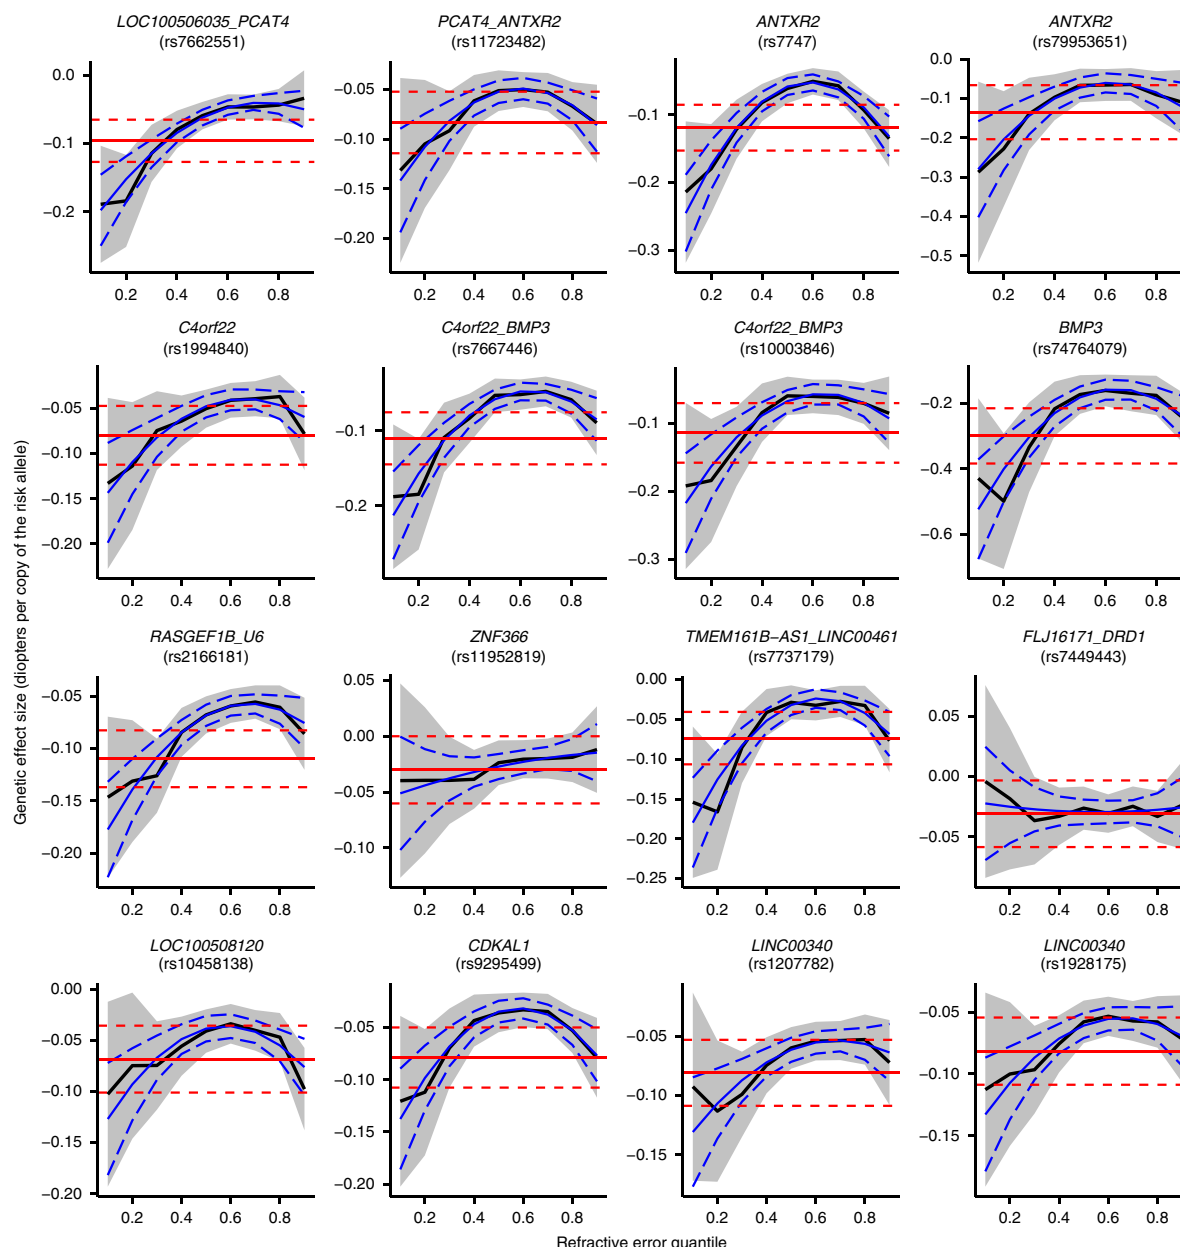 LOC100506035_PCAT4
(rs7662551)
PCAT4_ANTXR2
(rs11723482)
ANTXR2
(rs7747)
ANTXR2
(rs79953651)
0.0
−0.1
−0.2
0.2 0.4 0.6 0.8
−0.05
−0.10
−0.15
−0.20
0.2 0.4 0.6 0.8
−0.1
−0.2
−0.3
0.2 0.4 0.6 0.8
0.0
−0.1
−0.2
−0.3
−0.4
−0.5
0.2 0.4 0.6 0.8
C4orf22
(rs1994840)
C4orf22_BMP3
(rs7667446)
C4orf22_BMP3
(rs10003846)
BMP3
(rs74764079)
−0.05
−0.10
−0.15
−0.20
0.2 0.4 0.6 0.8
−0.1
−0.2
0.2 0.4 0.6 0.8
−0.1
−0.2
−0.3
0.2 0.4 0.6 0.8
−0.2
−0.4
−0.6
0.2 0.4 0.6 0.8
Genetic effect size (diopters per copy of the risk allele)
RASGEF1B_U6
(rs2166181)
ZNF366
(rs11952819)
TMEM161B−AS1_LINC00461
(rs7737179)
FLJ16171_DRD1
(rs7449443)
−0.05
−0.10
−0.15
−0.20
0.2 0.4 0.6 0.8
0.05
0.00
−0.05
−0.10
0.2 0.4 0.6 0.8
0.00
−0.05
−0.10
−0.15
−0.20
−0.25
0.2 0.4 0.6 0.8
0.05
0.00
−0.05
0.2 0.4 0.6 0.8
LOC100508120
(rs10458138)
CDKAL1
(rs9295499)
LINC00340
(rs1207782)
LINC00340
(rs1928175)
0.00
−0.05
−0.10
−0.15
−0.20
0.2 0.4 0.6 0.8
−0.05
−0.10
−0.15
−0.20
0.2 0.4 0.6 0.8
−0.05
−0.10
−0.15
0.2 0.4 0.6 0.8
−0.05
−0.10
−0.15
0.2 0.4 0.6 0.8
Refractive error quantile